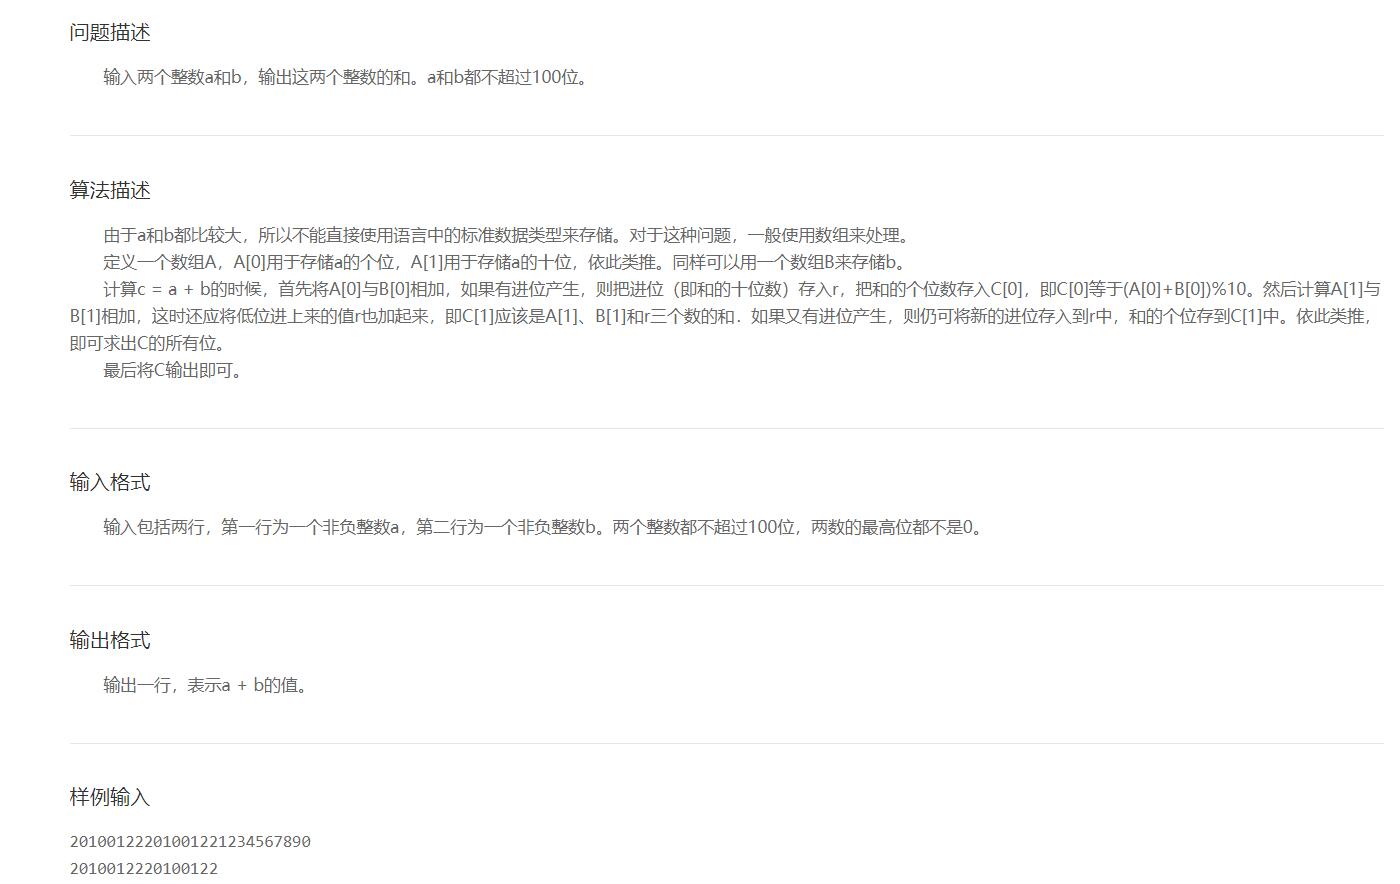 问题描述
输入两个整数a和b，输出这两个整数的和。a和b都不超过100位。
算法描述
由于a和b都比较大，所以不能直接使用语言中的标准数据类型来存储。对于这种问题，一般使用数组来处理。
定义一个数组A，A[0]用于存储a的个位，A[1]用于存储a的十位，依此类推。同样可以用一个数组B来存储b。
计算c = a + b的时候，首先将A[0]与B[0]相加，如果有进位产生，则把进位（即和的十位数）存入r，把和的个位数存入C[0]，即C[0]等于(A[0]+B[0])%10。然后计算A[1]与
B[1]相加，这时还应将低位进上来的值r也加起来，即C[1]应该是A[1]、B[1]和r三个数的和．如果又有进位产生，则仍可将新的进位存入到r中，和的个位存到C[1]中。依此类推，
即可求出C的所有位。
最后将C输出即可。
输入格式
输入包括两行，第一行为一个非负整数a，第二行为一个非负整数b。两个整数都不超过100位，两数的最高位都不是0。
输出格式
输出一行，表示a + b的值。
样例输入
20100122201001221234567890
2010012220100122